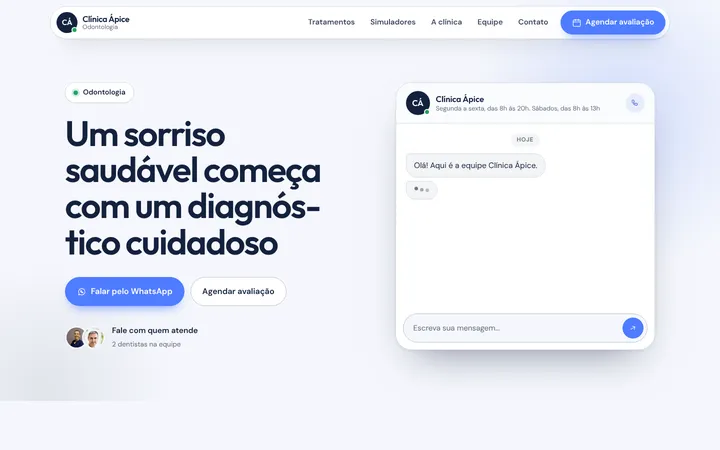 CÁ
Clínica Ápice
Odontologia
Tratamentos
Simuladores
A clínica
Equipe
Contato
Agendar avaliação
Odontologia
Um sorriso
saudável começa
com um diagnós-
tico cuidadoso
Falar pelo WhatsApp
Agendar avaliação
Fale com quem atende
2 dentistas na equipe
CÁ
Clínica Ápice
Segunda a sexta, das 8h às 20h. Sábados, das 8h às 13h
HOJE
Olá! Aqui é a equipe Clínica Ápice.
Escreva sua mensagem...